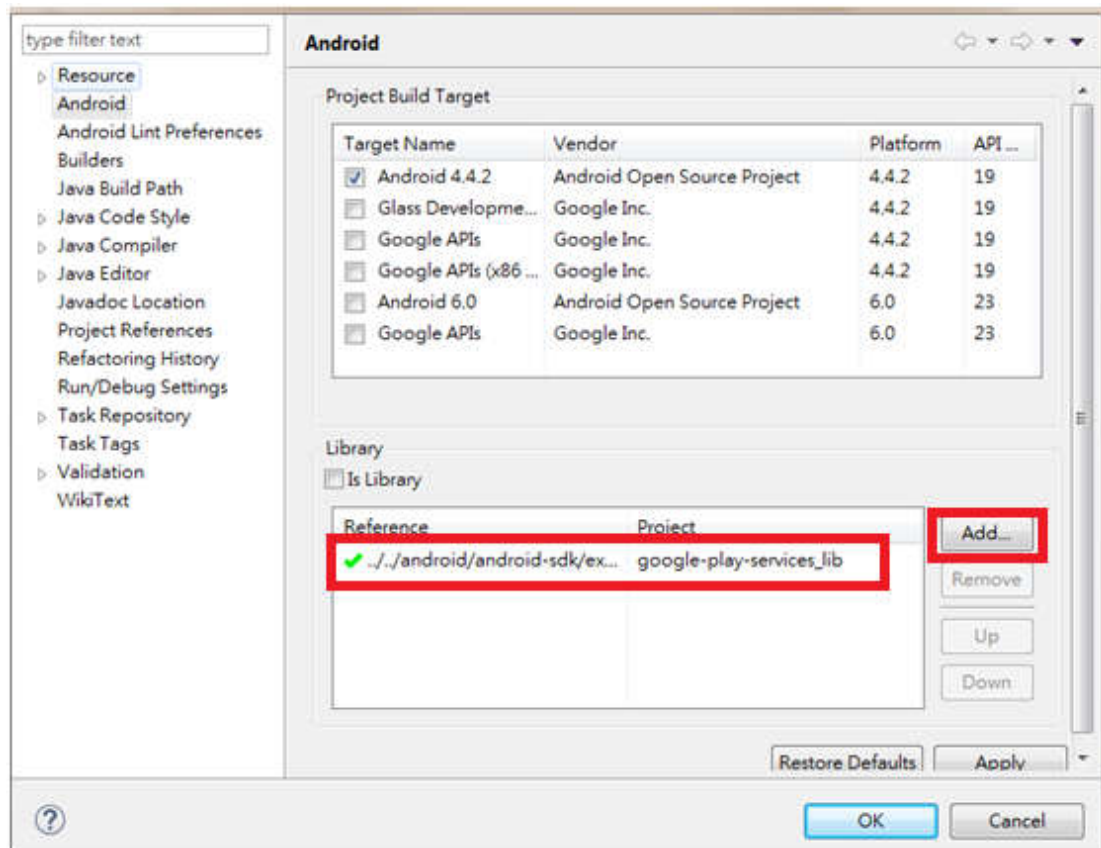 type filter text
Android
Resource
Android
Android Lint Preferences
Builders
Java Build Path
Java Code Style
Java Compiler
Java Editor
Javadoc Location
Project References
Refactoring History
Run/Debug Settings
Task Repository
Task Tags
Validation
WikiText
Project Build Target
Target Name Vendor Platform API ...
Android 4.4.2 Android Open Source Project 4.4.2 19
Glass Developme... Google Inc. 4.4.2 19
Google APIs Google Inc. 4.4.2 19
Google APIs (x86 ... Google Inc. 4.4.2 19
Android 6.0 Android Open Source Project 6.0 23
Google APIs Google Inc. 6.0 23
Library
Is Library
Reference Project
../../android/android-sdk/ex... google-play-services_lib
Add...
Remove
Up
Down
Restore Defaults Apply
OK Cancel